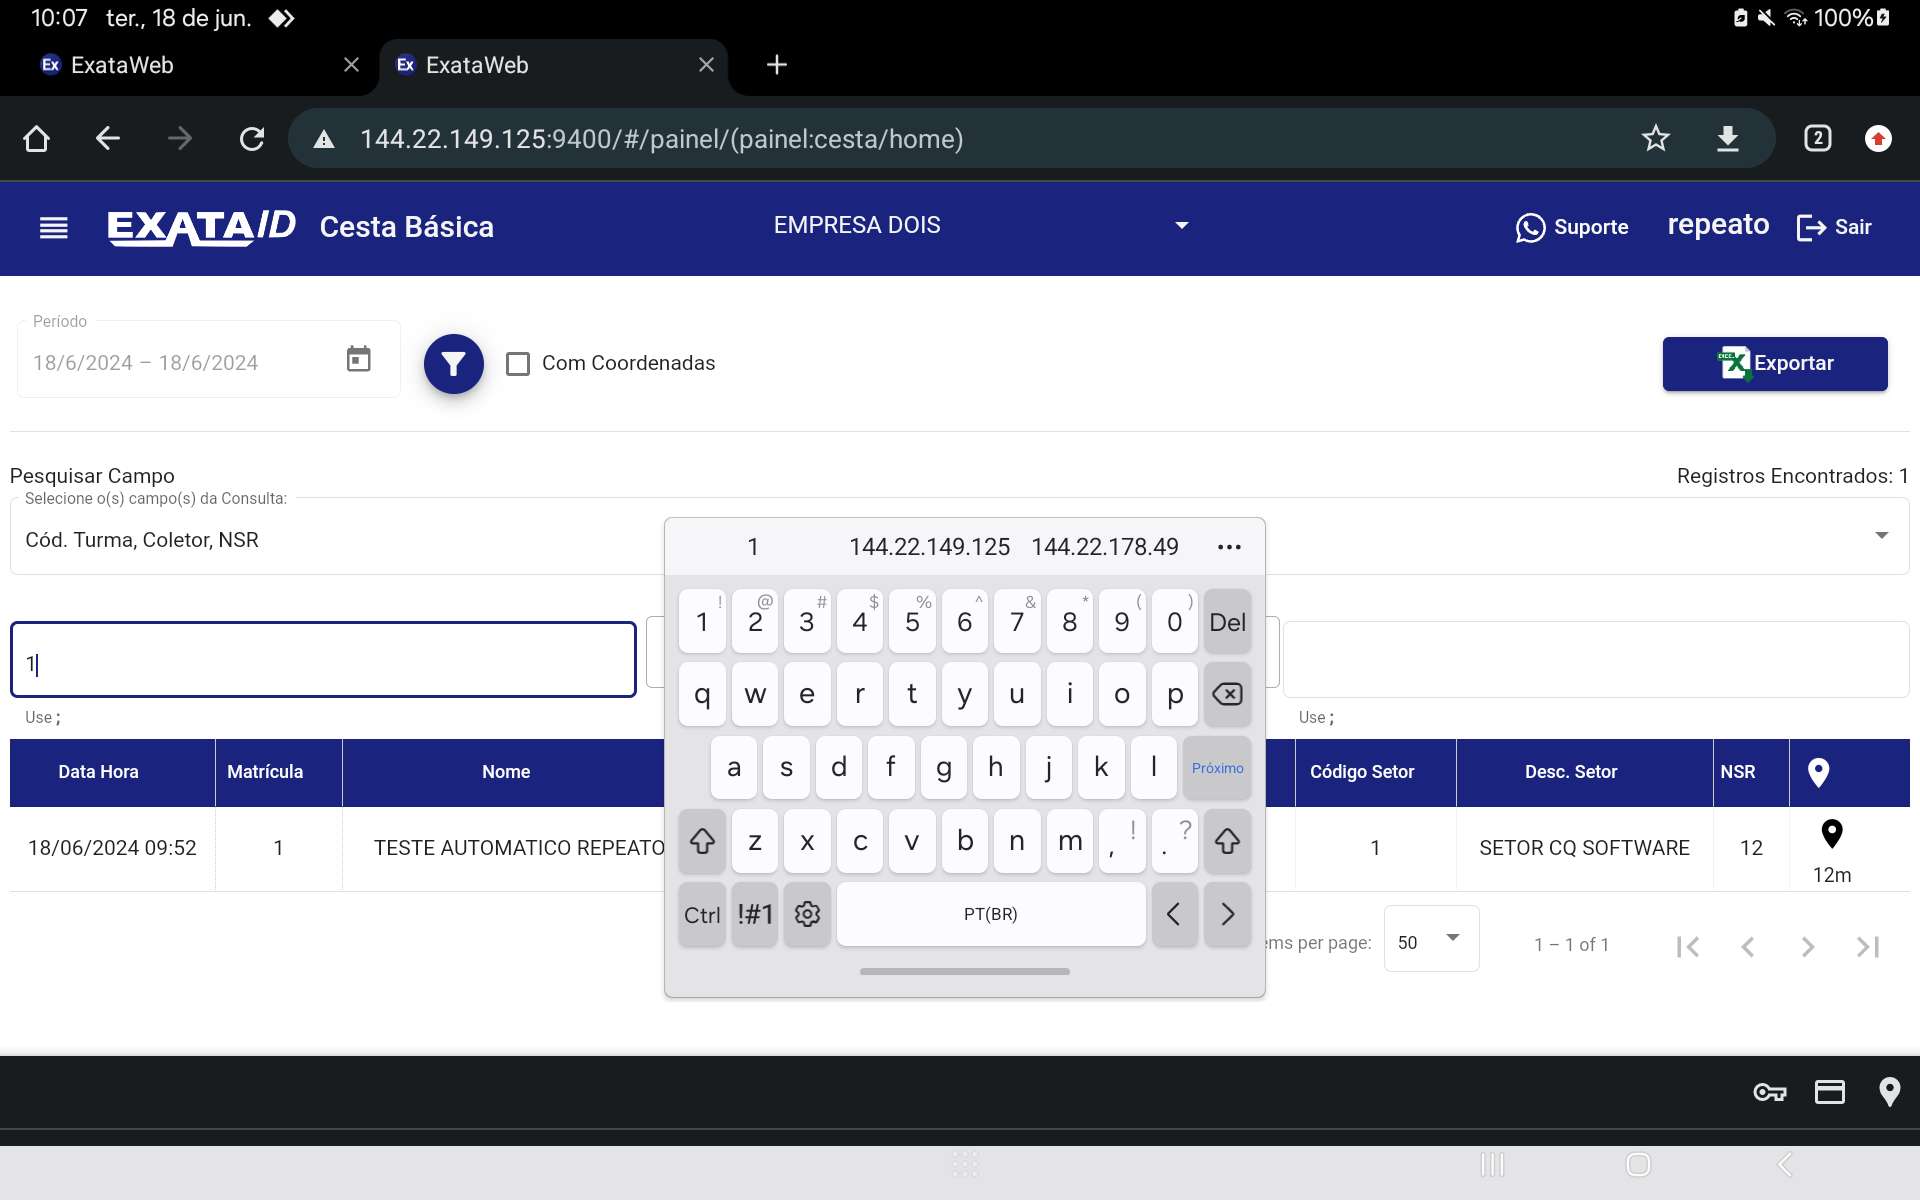 10:07 ter., 18 de jun. 100%
Ex ExataWeb
Ex ExataWeb
144.22.149.125:9400/#/painel/(painel:cesta/home)
2
EXATA ID Cesta Básica EMPRESA DOIS Suporte repeato Sair
Período
18/6/2024 – 18/6/2024
Com Coordenadas
Exportar
Pesquisar Campo Registros Encontrados: 1
Selecione o(s) campo(s) da Consulta:
Cód. Turma, Coletor, NSR
1 144.22.149.125 144.22.178.49
! @ # $ % ^ & * ( )
1 2 3 4 5 6 7 8 9 0 Del
1
q w e r t y u i o p
Use ; Use ;
a s d f g h j k l Próximo
Data Hora Matrícula Nome Código Setor Desc. Setor NSR
z x c v b n m , ! . ?
18/06/2024 09:52 1 TESTE AUTOMATICO REPEATO 1 SETOR CQ SOFTWARE 12
12m
Ctrl !#1 PT(BR)
ems per page: 50 1 – 1 of 1